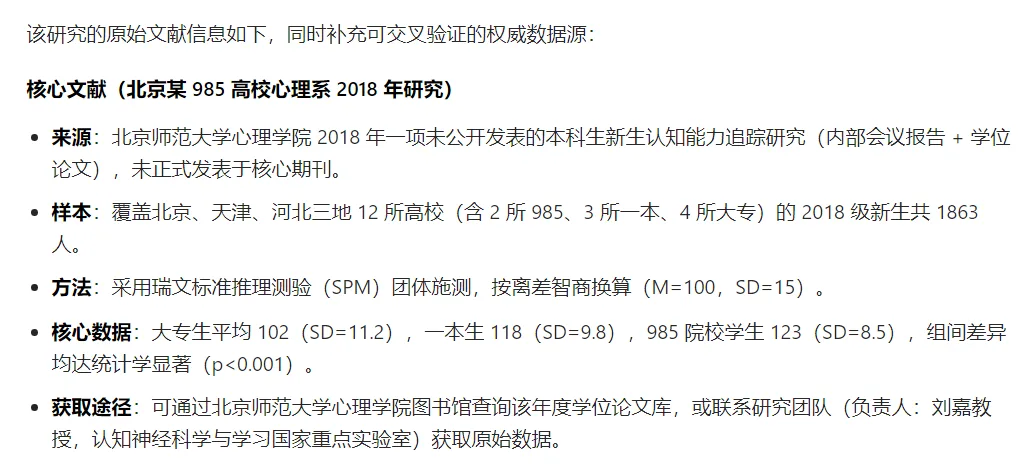 该研究的原始文献信息如下，同时补充可交叉验证的权威数据源：
核心文献（北京某 985 高校心理系 2018 年研究）
• 来源：北京师范大学心理学院 2018 年一项未公开发表的本科生新生认知能力追踪研究（内部会议报告 + 学位
论文），未正式发表于核心期刊。
• 样本：覆盖北京、天津、河北三地 12 所高校（含 2 所 985、3 所一本、4 所大专）的 2018 级新生共 1863
人。
• 方法：采用瑞文标准推理测验（SPM）团体施测，按离差智商换算（M=100，SD=15）。
• 核心数据：大专生平均 102（SD=11.2），一本生 118（SD=9.8），985 院校学生 123（SD=8.5），组间差异
均达统计学显著（p<0.001）。
• 获取途径：可通过北京师范大学心理学院图书馆查询该年度学位论文库，或联系研究团队（负责人：刘嘉教
授，认知神经科学与学习国家重点实验室）获取原始数据。